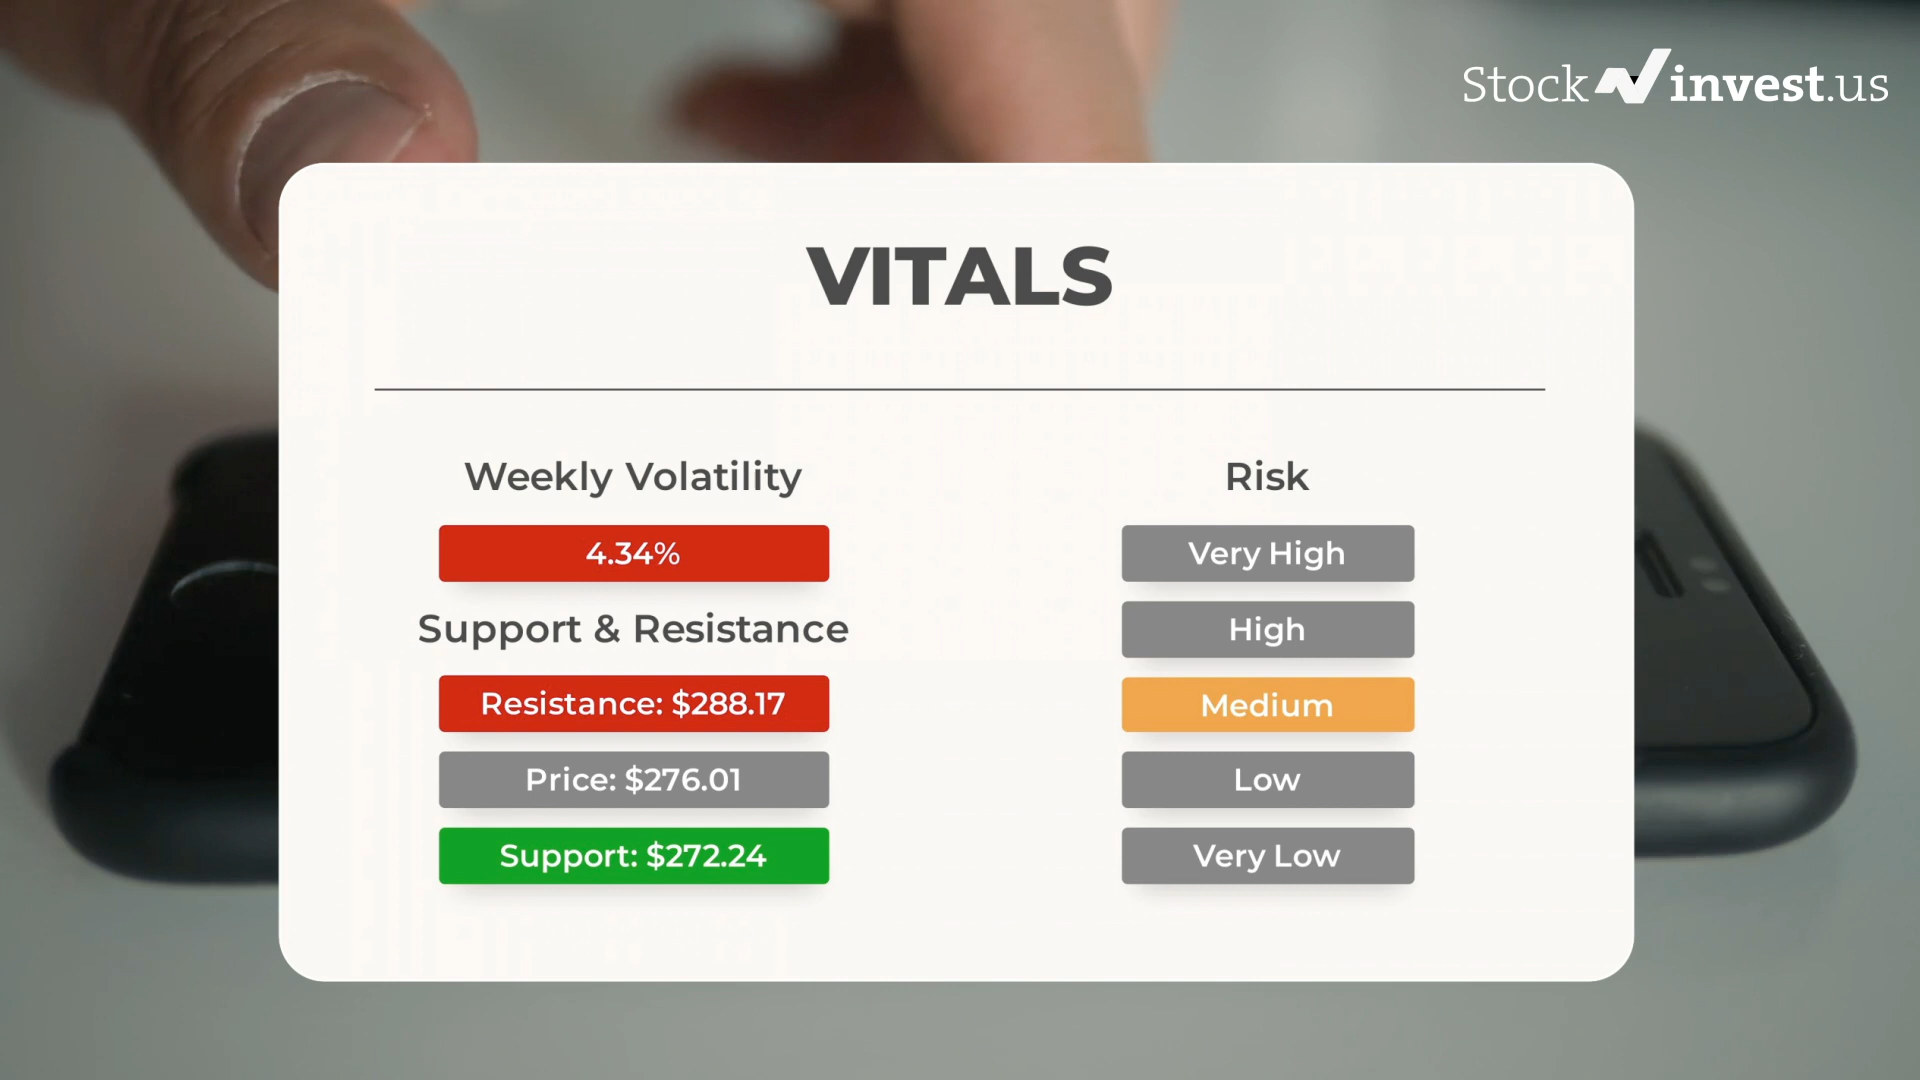 Stock invest.us
VITALS
Weekly Volatility
4.34%
Support & Resistance
Resistance: $288.17
Price: $276.01
Support: $272.24
Risk
Very High
High
Medium
Low
Very Low